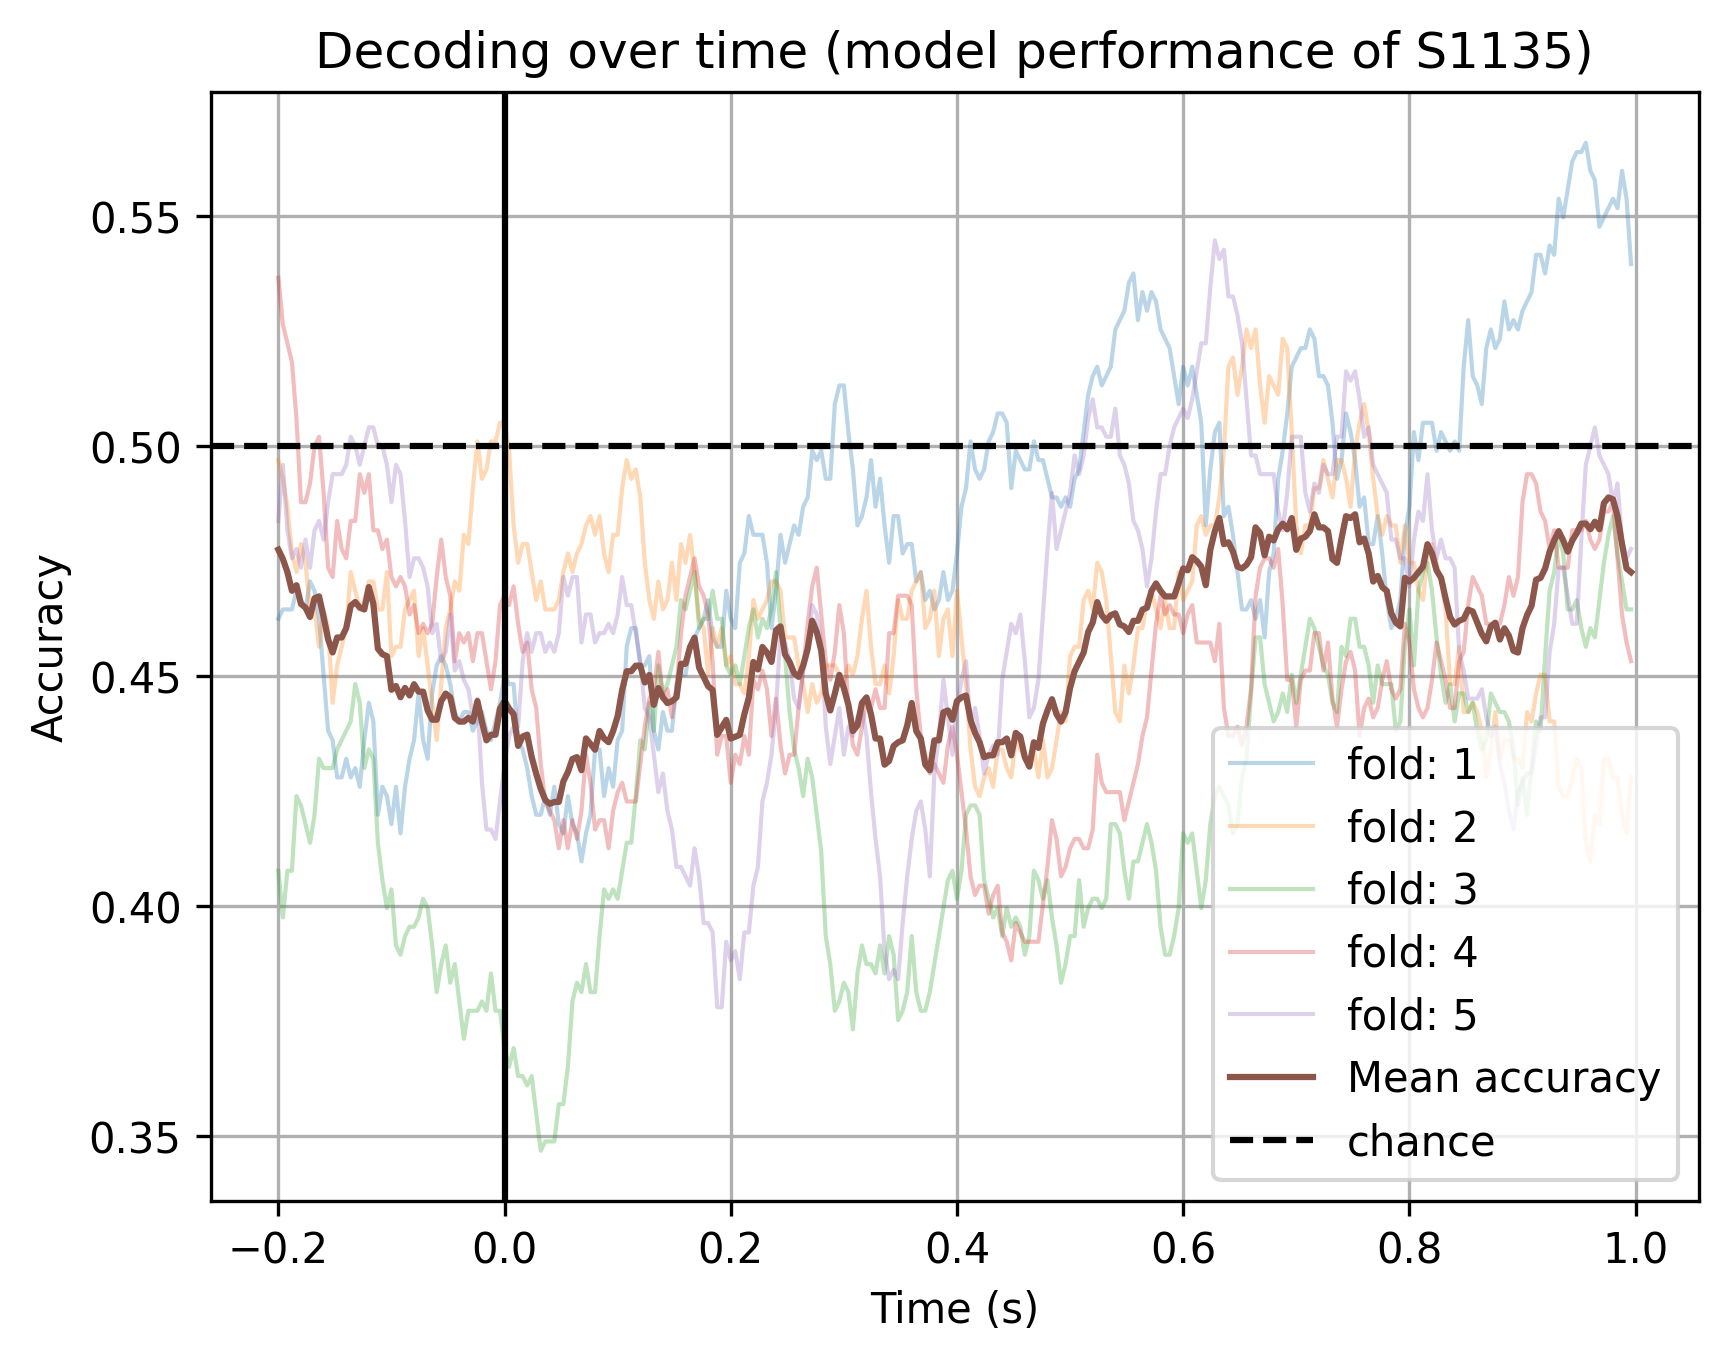 Decoding over time (model performance of S1135)
Accuracy
0.55
0.50
0.45
0.40
0.35
−0.2
0.0
0.2
0.4
0.6
0.8
1.0
Time (s)
fold: 1
fold: 2
fold: 3
fold: 4
fold: 5
Mean accuracy
chance